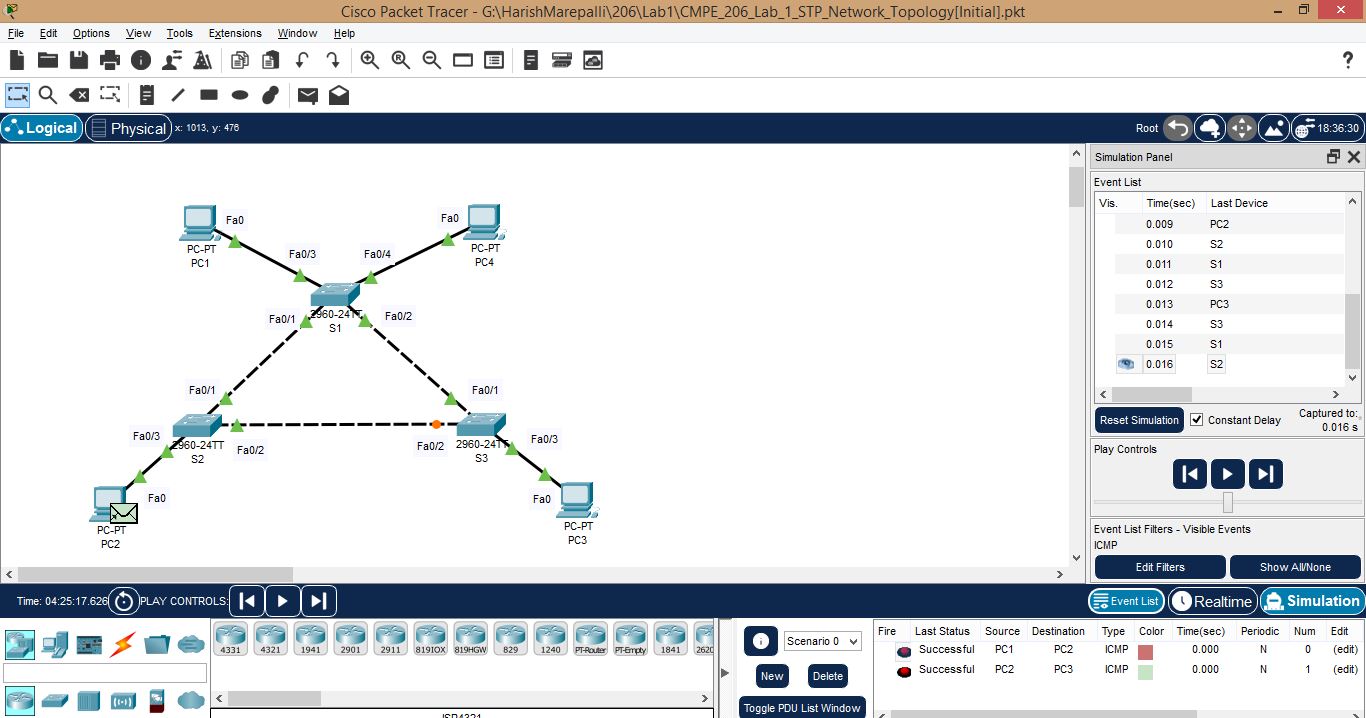 Cisco Packet Tracer - G:\HarishMarepalli\206\Lab1\CMPE_206_Lab_1_STP_Network_Topology[Initial].pkt
File Edit Options View Tools Extensions Window Help
?
Logical Physical x: 1013, y: 476 Root 18:36:30
Simulation Panel
Event List
Vis. Time(sec) Last Device
0.009 PC2
0.010 S2
0.011 S1
0.012 S3
0.013 PC3
0.014 S3
0.015 S1
0.016 S2
Reset Simulation Constant Delay Captured to:
0.016 s
Play Controls
Event List Filters - Visible Events
ICMP
Edit Filters Show All/None
Fa0 Fa0
PC-PT PC-PT
PC1 PC4
Fa0/3 Fa0/4
2960-24TT
S1
Fa0/1 Fa0/2
Fa0/1 Fa0/1
2960-24TT 2960-24TT
S2 S3
Fa0/3 Fa0/2 Fa0/2 Fa0/3
Fa0 Fa0
PC-PT PC-PT
PC2 PC3
Time: 04:25:17.626 PLAY CONTROLS: Event List Realtime Simulation
4331 4321 1941 2901 2911 819IOX 819HGW 829 1240 PT-Router PT-Empty 1841 2620
ISR4321
Scenario 0
New Delete
Toggle PDU List Window
Fire Last Status Source Destination Type Color Time(sec) Periodic Num Edit
Successful PC1 PC2 ICMP 0.000 N 0 (edit)
Successful PC2 PC3 ICMP 0.000 N 1 (edit)